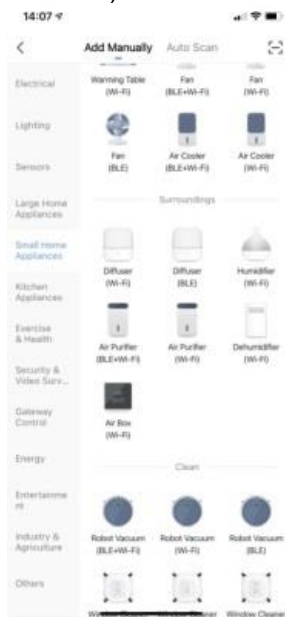 14:07
Add Manually Auto Scan
Electrical
Lighting
Sensors
Large Home
Appliances
Small Home
Appliances
Kitchen
Appliances
Exercise
& Health
Security &
Video Surv...
Gateway
Control
Energy
Entertainme
nt
Industry &
Agriculture
Others
Warming Table
(Wi-Fi)
Fan
(BLE+Wi-Fi)
Fan
(Wi-Fi)
Fan
(BLE)
Air Cooler
(BLE+Wi-Fi)
Air Cooler
(Wi-Fi)
Surroundings
Diffuser
(Wi-Fi)
Diffuser
(BLE)
Humidifier
(Wi-Fi)
Air Purifier
(BLE+Wi-Fi)
Air Purifier
(Wi-Fi)
Dehumidifier
(Wi-Fi)
Air Box
(Wi-Fi)
Clean
Robot Vacuum
(BLE+Wi-Fi)
Robot Vacuum
(Wi-Fi)
Robot Vacuum
(BLE)
Window Cleaner